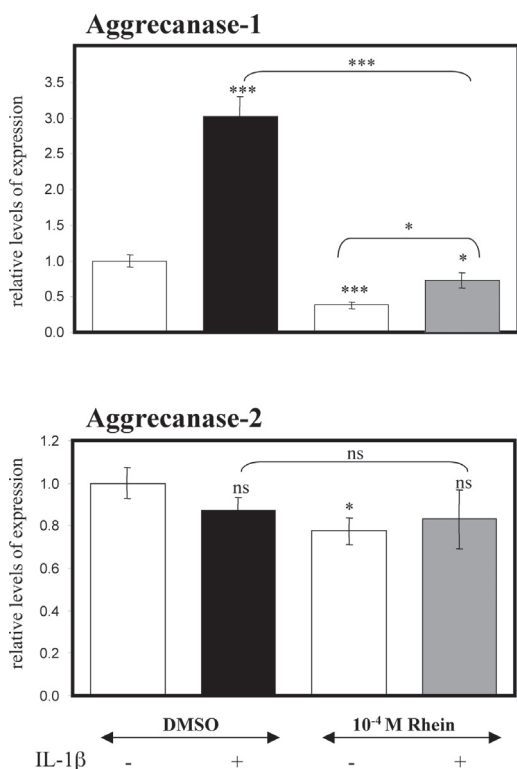 Aggrecanase-1
relative levels of expression
3.5
3.0
2.5
2.0
1.5
1.0
0.5
0.0
***
***
*
***
*
Aggrecanase-2
relative levels of expression
1.2
1.0
0.8
0.6
0.4
0.2
0.0
ns
ns
*
ns
DMSO
10⁻⁴ M Rhein
IL-1β - + - +